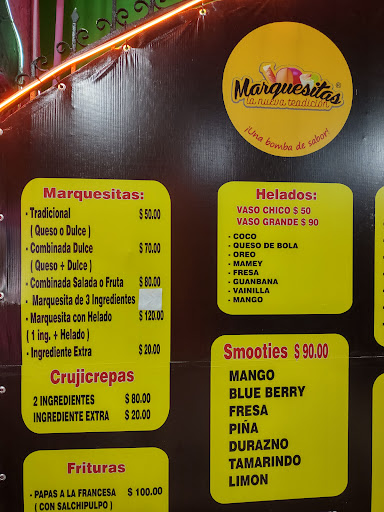 Marquesitas ®
la nueva tradición
¡Una bomba de sabor!
Marquesitas:
- Tradicional $ 50.00
( Queso o Dulce )
- Combinada Dulce $ 70.00
( Queso + Dulce )
- Combinada Salada o Fruta $ 80.00
- Marquesita de 3 Ingredientes
- Marquesita con Helado $ 120.00
( 1 ing. + Helado )
- Ingrediente Extra $ 20.00
Crujicrepas
2 INGREDIENTES $ 80.00
INGREDIENTE EXTRA $ 20.00
Frituras
- PAPAS A LA FRANCESA $ 100.00
( CON SALCHIPULPO )
Helados:
VASO CHICO $ 50
VASO GRANDE $ 90
- COCO
- QUESO DE BOLA
- OREO
- MAMEY
- FRESA
- GUANBANA
- VAINILLA
- MANGO
Smooties $ 90.00
MANGO
BLUE BERRY
FRESA
PIÑA
DURAZNO
TAMARINDO
LIMON